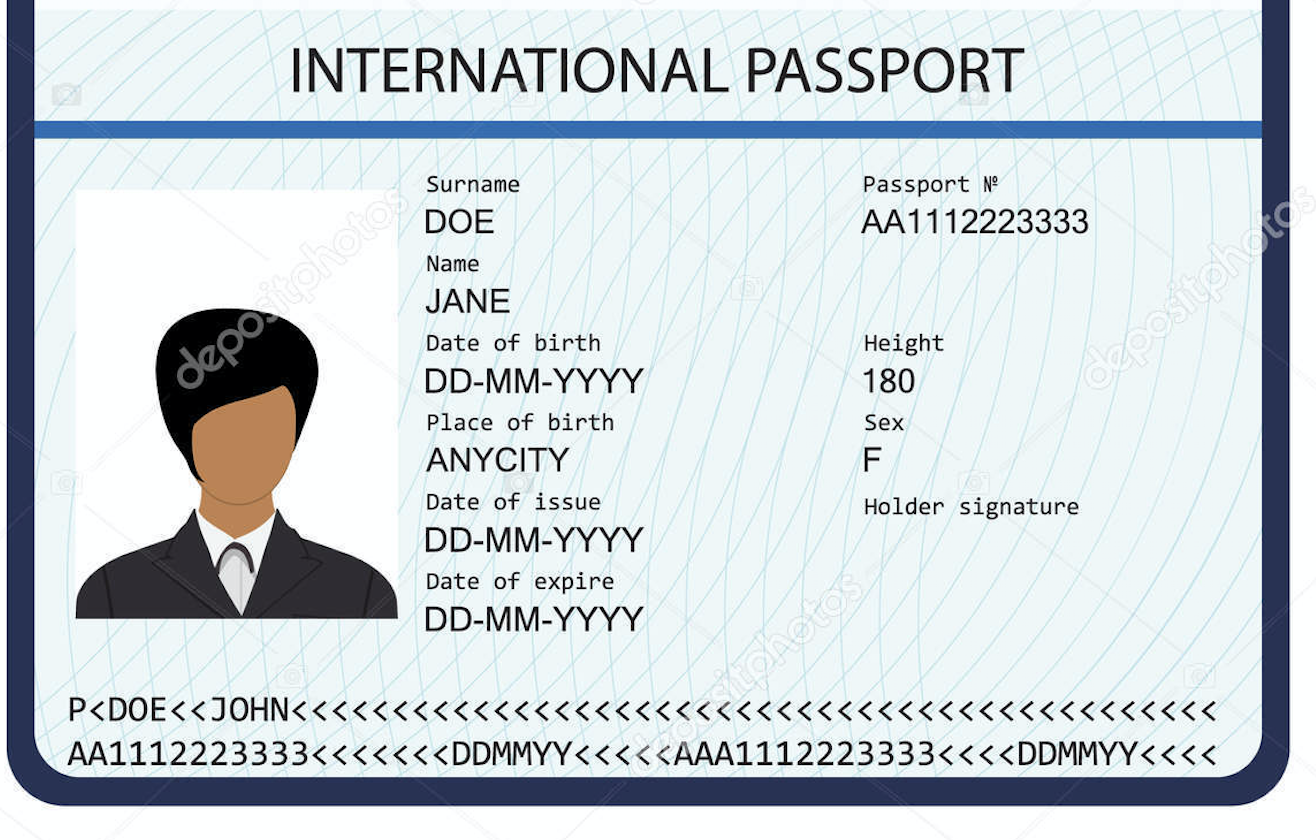 INTERNATIONAL PASSPORT
Surname
DOE
Name
JANE
Date of birth
DD-MM-YYYY
Place of birth
ANYCITY
Date of issue
DD-MM-YYYY
Date of expire
DD-MM-YYYY
Passport №
AA1112223333
Height
180
Sex
F
Holder signature
P<DOE<<JOHN<<<<<<<<<<<<<<<<<<<<<<<<<<<<<<<<<<<<<<<<<<<<<<
AA1112223333<<<<<<<DDMMYY<<<<<AAA1112223333<<<<DDMMYY<<<<
depositphotos
depositphotos
depositphotos